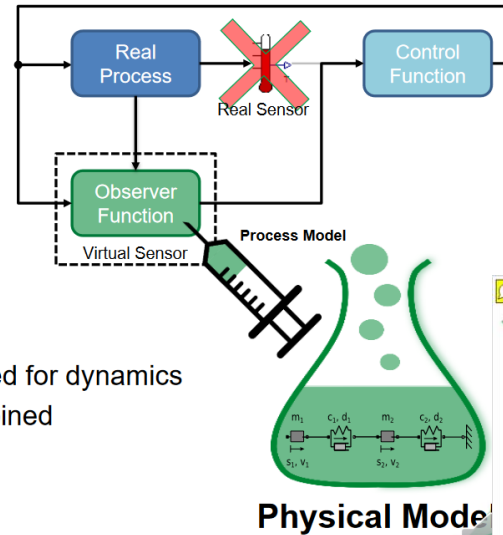 Real
Process
Control
Function
Real Sensor
Observer
Function
Virtual Sensor
Process Model
ed for dynamics
ined
m₁
c₁, d₁
m₂
c₂, d₂
s₁, v₁
s₂, v₂
Physical Model